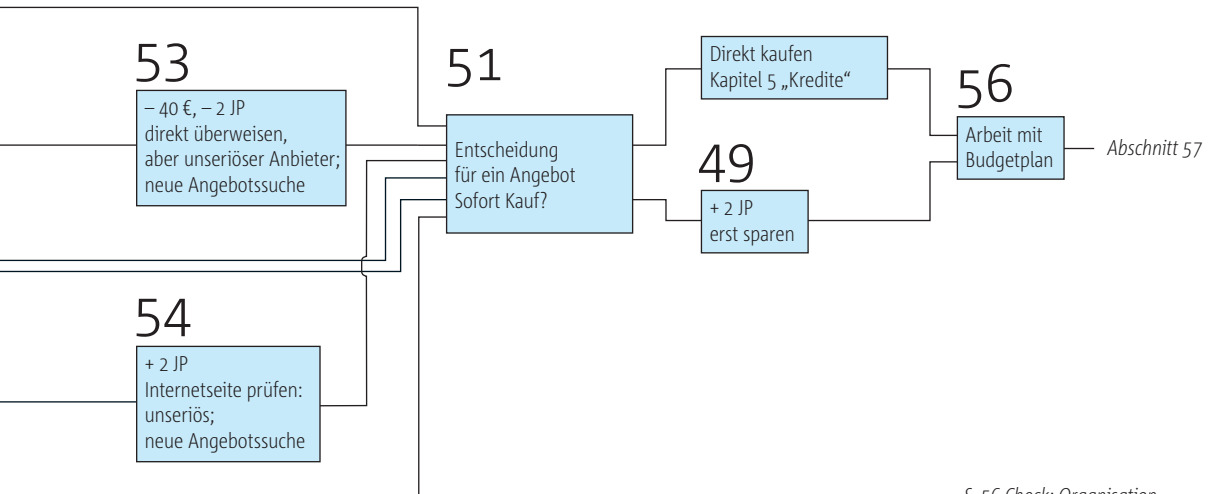 53
– 40 €, – 2 JP
direkt überweisen,
aber unseriöser Anbieter;
neue Angebotssuche
54
+ 2 JP
Internetseite prüfen:
unseriös;
neue Angebotssuche
51
Entscheidung
für ein Angebot
Sofort Kauf?
Direkt kaufen
Kapitel 5 „Kredite“
49
+ 2 JP
erst sparen
56
Arbeit mit
Budgetplan
Abschnitt 57
Check: Organisation